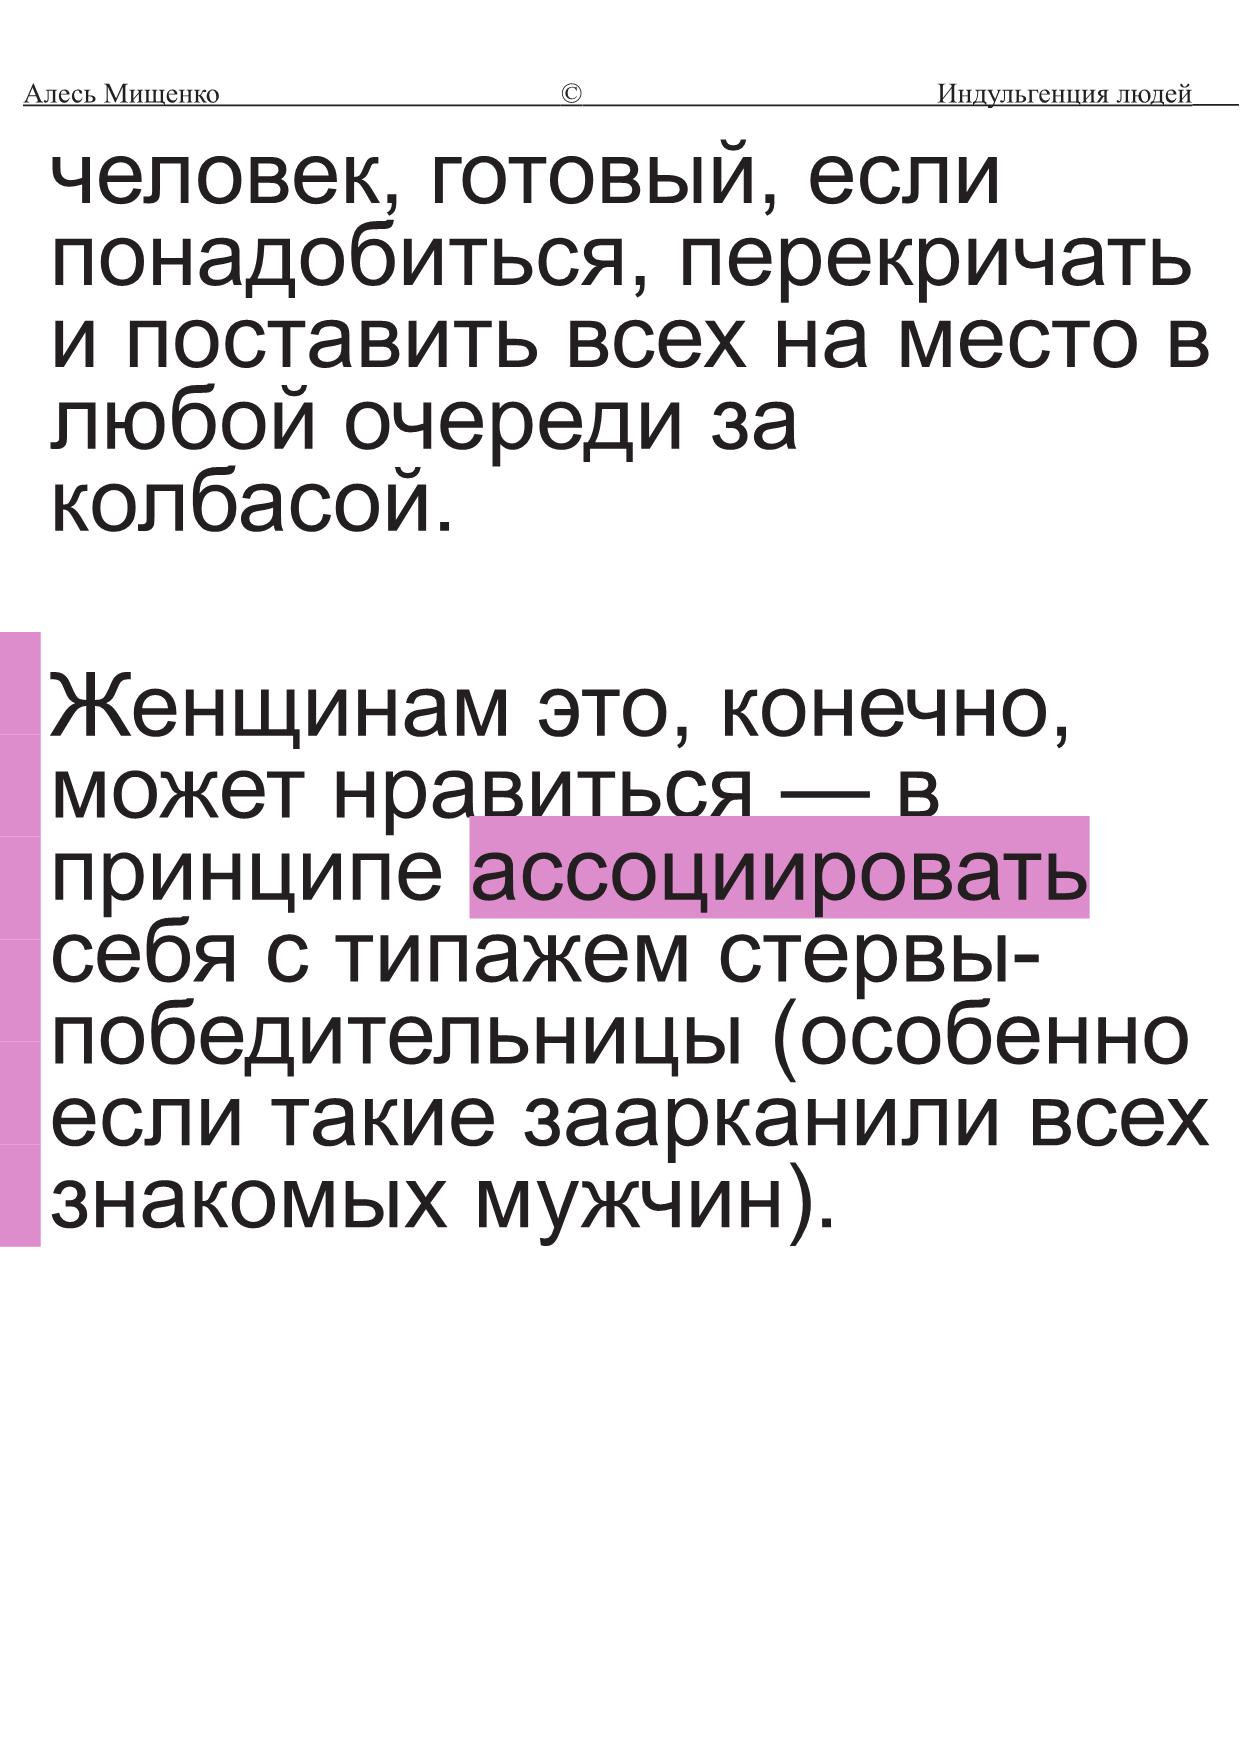 Алесь Мищенко © Индульгенция людей
человек, готовый, если
понадобиться, перекричать
и поставить всех на место в
любой очереди за
колбасой.
Женщинам это, конечно,
может нравиться — в
принципе ассоциировать
себя с типажем стервы-
победительницы (особенно
если такие заарканили всех
знакомых мужчин).